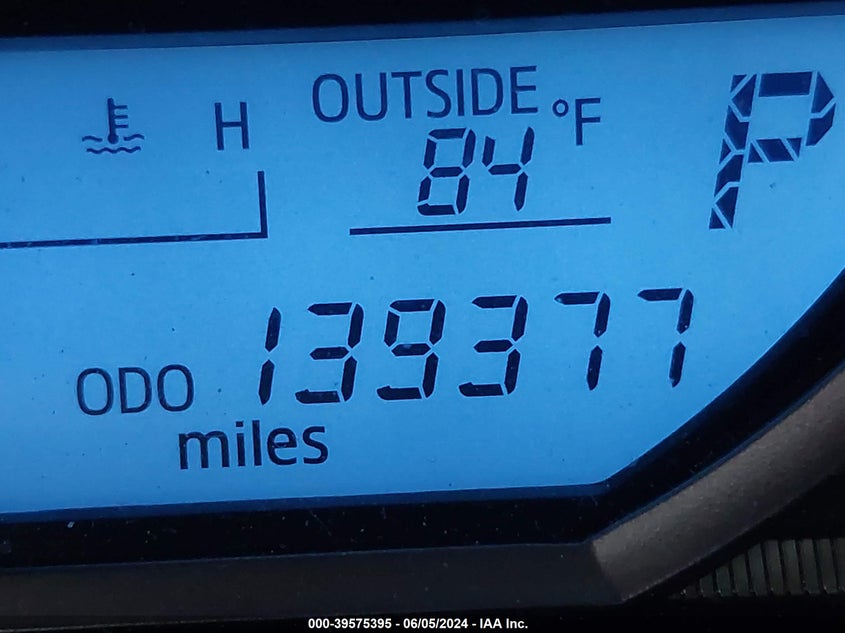 OUTSIDE °F
H
84
P
ODO 139377
miles
000-39575395 - 06/05/2024 - IAA Inc.